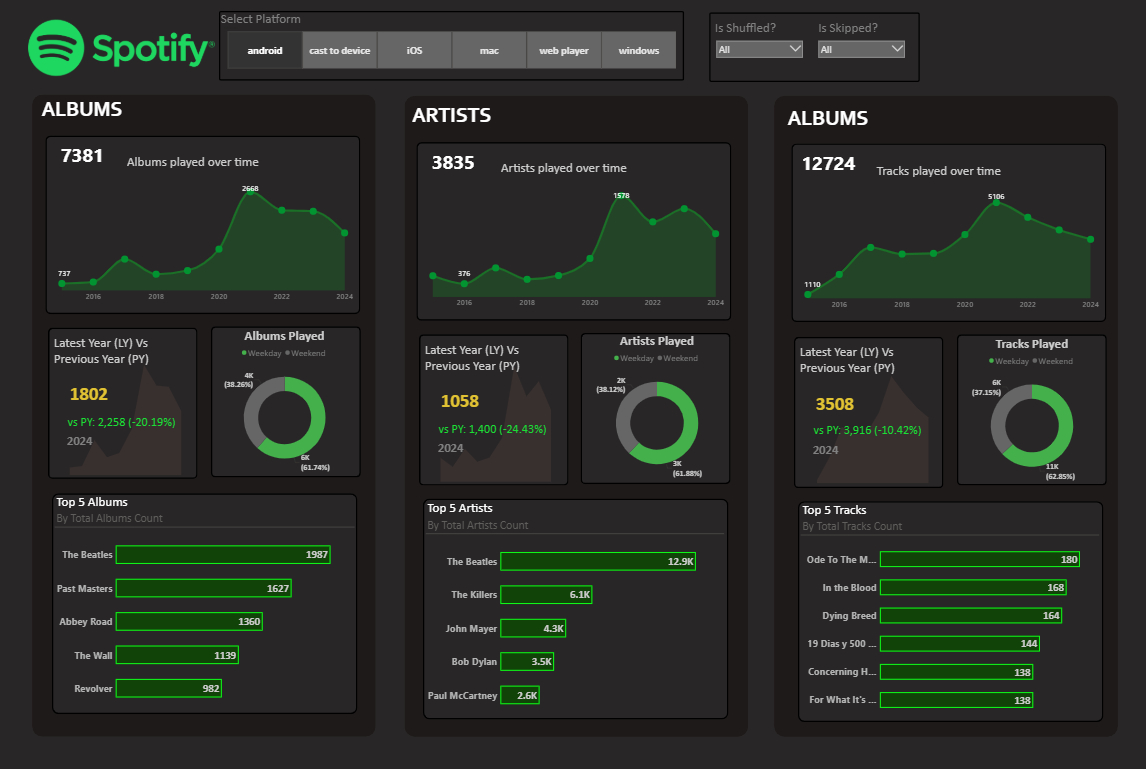 Spotify®
Select Platform
android
cast to device
iOS
mac
web player
windows
Is Shuffled?
All
Is Skipped?
All
ALBUMS
7381
Albums played over time
2668
737
2016
2018
2020
2022
2024
Latest Year (LY) Vs
Previous Year (PY)
1802
vs PY: 2,258 (-20.19%)
2024
Albums Played
Weekday
Weekend
4K
(38.26%)
6K
(61.74%)
Top 5 Albums
By Total Albums Count
The Beatles 1987
Past Masters 1627
Abbey Road 1360
The Wall 1139
Revolver 982
ARTISTS
3835
Artists played over time
1578
376
2016
2018
2020
2022
2024
Latest Year (LY) Vs
Previous Year (PY)
1058
vs PY: 1,400 (-24.43%)
2024
Artists Played
Weekday
Weekend
2K
(38.12%)
3K
(61.88%)
Top 5 Artists
By Total Artists Count
The Beatles 12.9K
The Killers 6.1K
John Mayer 4.3K
Bob Dylan 3.5K
Paul McCartney 2.6K
ALBUMS
12724
Tracks played over time
5106
1110
2016
2018
2020
2022
2024
Latest Year (LY) Vs
Previous Year (PY)
3508
vs PY: 3,916 (-10.42%)
2024
Tracks Played
Weekday
Weekend
6K
(37.15%)
11K
(62.85%)
Top 5 Tracks
By Total Tracks Count
Ode To The M... 180
In the Blood 168
Dying Breed 164
19 Dias y 500 ... 144
Concerning H... 138
For What It's ... 138